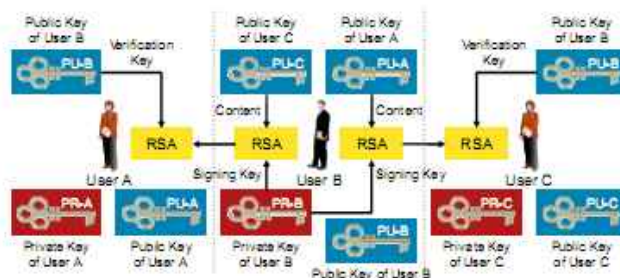 Public Key
of User B
Public Key
of User C
Public Key
of User A
Public Key
of User B
PU-B
Verification
Key
PU-C
PU-A
Verification
Key
PU-B
Content
Content
RSA
RSA
RSA
RSA
User A
Signing Key
User B
Signing Key
User C
PR-A
PU-A
PR-B
PU-B
PR-C
PU-C
Private Key
of User A
Public Key
of User A
Private Key
of User B
Public Key of User B
Private Key
of User C
Public Key
of User C